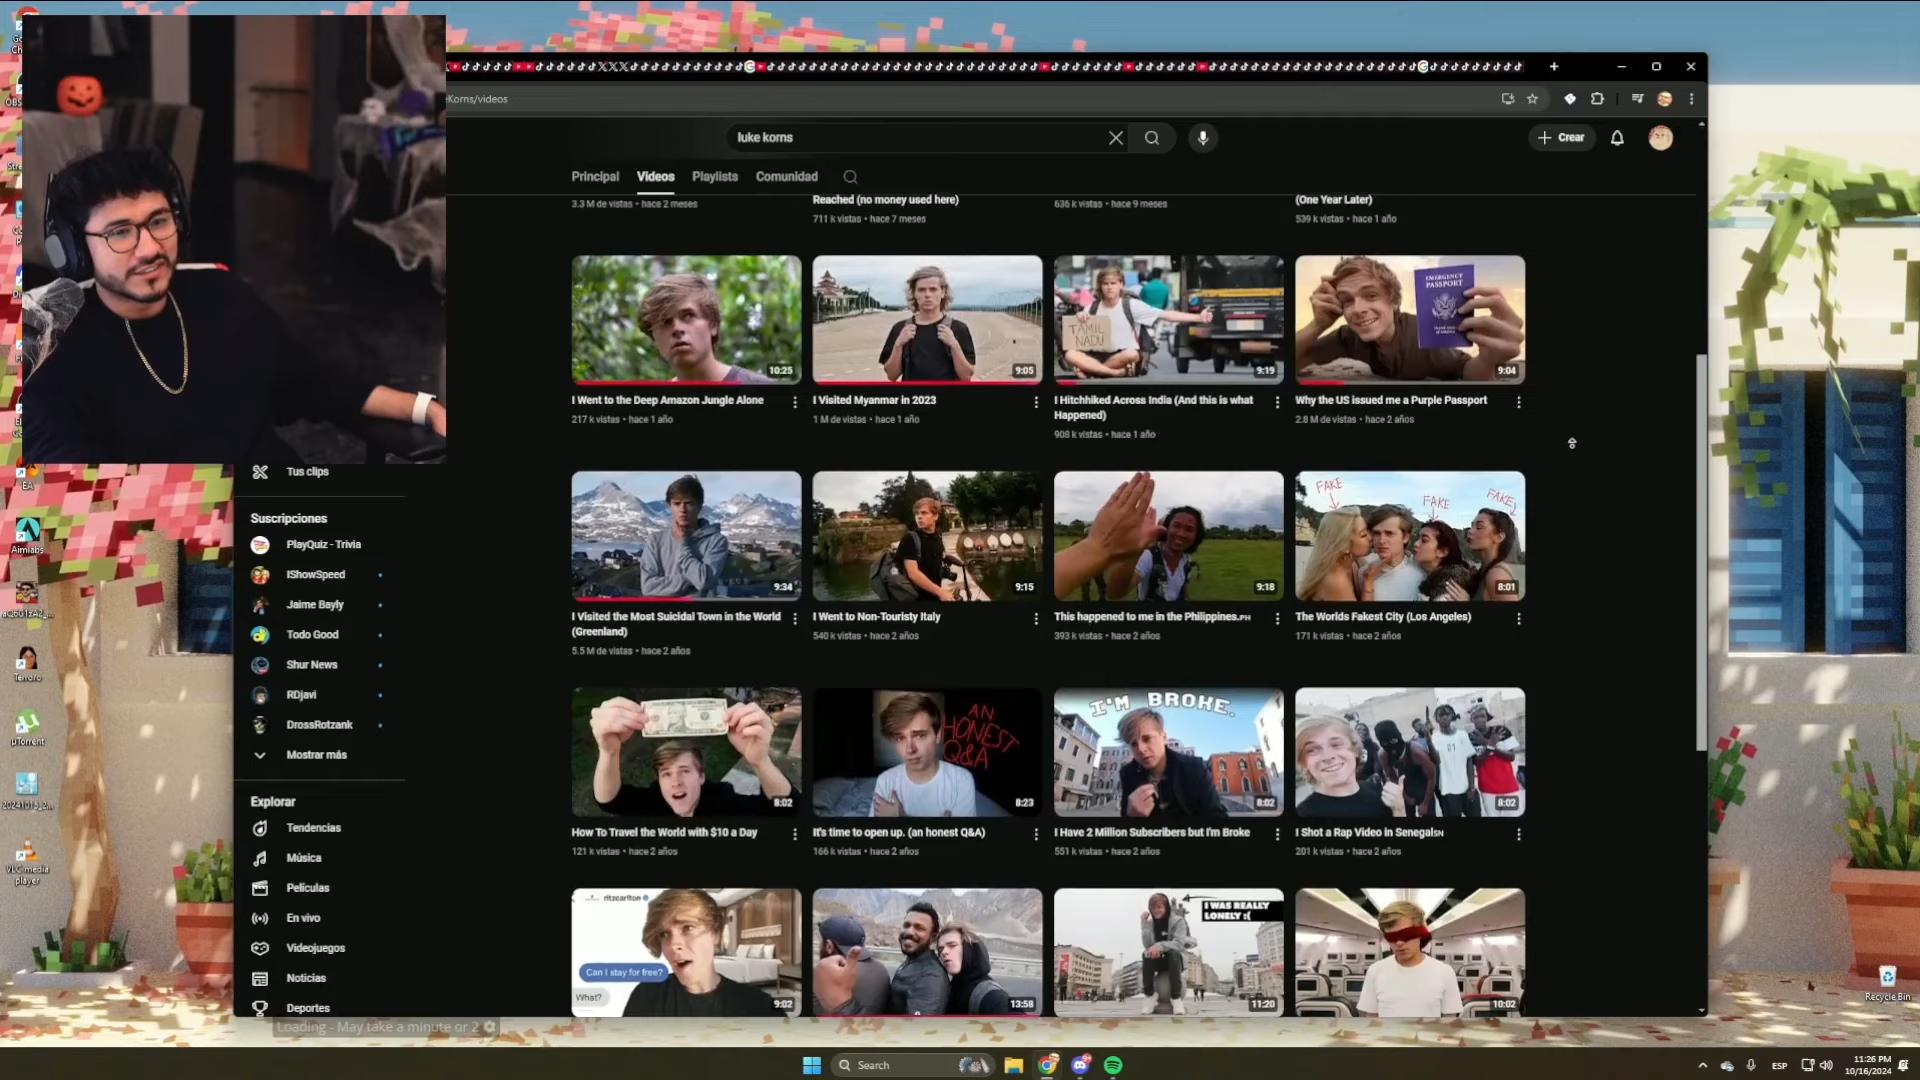 Korns/videos
luke korns
Crear
Principal
Videos
Playlists
Comunidad
3.3 M de vistas • hace 2 meses
Reached (no money used here)
711 k vistas • hace 7 meses
636 k vistas • hace 9 meses
(One Year Later)
539 k vistas • hace 1 año
TAMIL
NADU
EMERGENCY
PASSPORT
10:25
9:05
9:19
9:04
I Went to the Deep Amazon Jungle Alone
217 k vistas • hace 1 año
I Visited Myanmar in 2023
1 M de vistas • hace 1 año
I Hitchhiked Across India (And this is what
Happened)
908 k vistas • hace 1 año
Why the US issued me a Purple Passport
2.8 M de vistas • hace 2 años
FAKE
FAKE
FAKE
9:34
9:15
9:18
8:01
I Visited the Most Suicidal Town in the World
(Greenland)
5.5 M de vistas • hace 2 años
I Went to Non-Touristy Italy
540 k vistas • hace 2 años
This happened to me in the Philippines.PH
393 k vistas • hace 2 años
The Worlds Fakest City (Los Angeles)
171 k vistas • hace 2 años
AN
HONEST
Q&A
I'M BROKE.
8:02
8:23
8:02
8:02
How To Travel the World with $10 a Day
121 k vistas • hace 2 años
It's time to open up. (an honest Q&A)
166 k vistas • hace 2 años
I Have 2 Million Subscribers but I'm Broke
551 k vistas • hace 2 años
I Shot a Rap Video in SenegalSN
201 k vistas • hace 2 años
ritzcarlton
Can I stay for free?
What?
9:02
13:58
I WAS REALLY
LONELY :(
11:20
10:02
Tus clips
Suscripciones
PlayQuiz - Trivia
IShowSpeed
Jaime Bayly
Todo Good
Shur News
RDjavi
DrossRotzank
Mostrar más
Explorar
Tendencias
Música
Películas
En vivo
Videojuegos
Noticias
Deportes
Loading - May take a minute or 2
EA
Aimlabs
Terroro
µTorrent
VLC media
player
Recycle Bin
Search
ESP
11:26 PM
10/16/2024